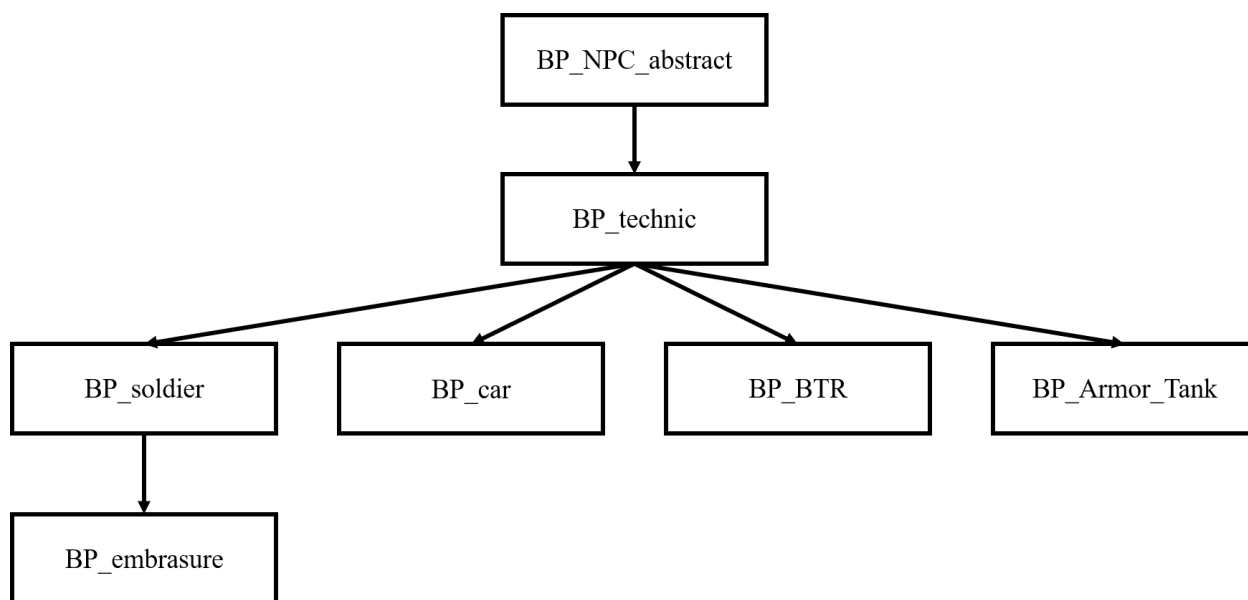 BP_NPC_abstract
BP_technic
BP_soldier
BP_car
BP_BTR
BP_Armor_Tank
BP_embrasure